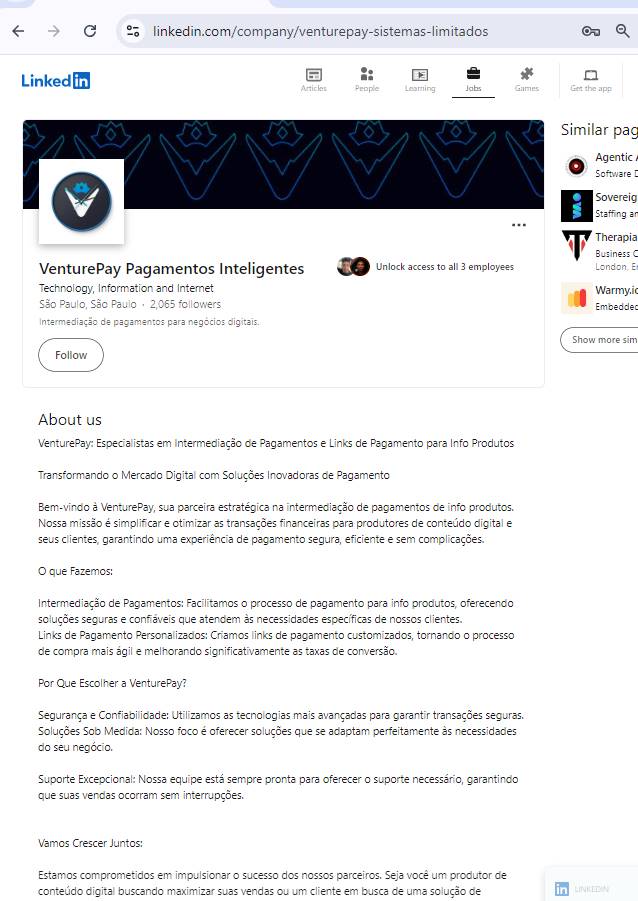 linkedin.com/company/venturepay-sistemas-limitados
Linked in
Articles
People
Learning
Jobs
Games
Get the app
VenturePay Pagamentos Inteligentes
Unlock access to all 3 employees
Technology, Information and Internet
São Paulo, São Paulo · 2,065 followers
Intermediação de pagamentos para negócios digitais.
Follow
About us
VenturePay: Especialistas em Intermediação de Pagamentos e Links de Pagamento para Info Produtos
Transformando o Mercado Digital com Soluções Inovadoras de Pagamento
Bem-vindo à VenturePay, sua parceira estratégica na intermediação de pagamentos de info produtos.
Nossa missão é simplificar e otimizar as transações financeiras para produtores de conteúdo digital e
seus clientes, garantindo uma experiência de pagamento segura, eficiente e sem complicações.
O que Fazemos:
Intermediação de Pagamentos: Facilitamos o processo de pagamento para info produtos, oferecendo
soluções seguras e confiáveis que atendem às necessidades específicas de nossos clientes.
Links de Pagamento Personalizados: Criamos links de pagamento customizados, tornando o processo
de compra mais ágil e melhorando significativamente as taxas de conversão.
Por Que Escolher a VenturePay?
Segurança e Confiabilidade: Utilizamos as tecnologias mais avançadas para garantir transações seguras.
Soluções Sob Medida: Nosso foco é oferecer soluções que se adaptam perfeitamente às necessidades
do seu negócio.
Suporte Excepcional: Nossa equipe está sempre pronta para oferecer o suporte necessário, garantindo
que suas vendas ocorram sem interrupções.
Vamos Crescer Juntos:
Estamos comprometidos em impulsionar o sucesso dos nossos parceiros. Seja você um produtor de
conteúdo digital buscando maximizar suas vendas ou um cliente em busca de uma solução de
Similar pag
Agentic A
Software D
Sovereig
Staffing an
Therapia
Business C
London, En
Warmy.io
Embedded
Show more sim
in LINKEDIN